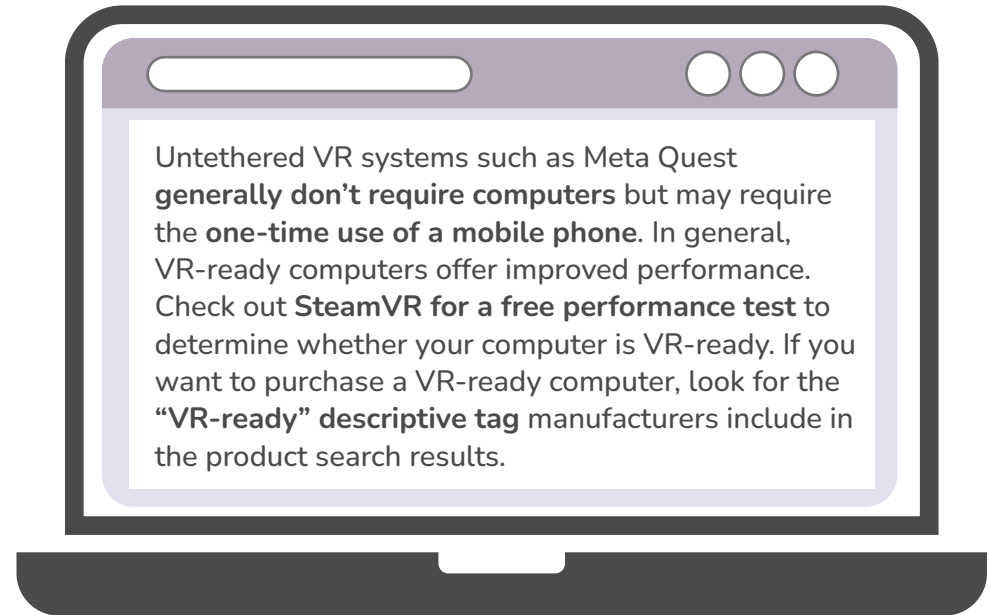 Untethered VR systems such as Meta Quest
generally don’t require computers but may require
the one-time use of a mobile phone. In general,
VR-ready computers offer improved performance.
Check out SteamVR for a free performance test to
determine whether your computer is VR-ready. If you
want to purchase a VR-ready computer, look for the
“VR-ready” descriptive tag manufacturers include in
the product search results.